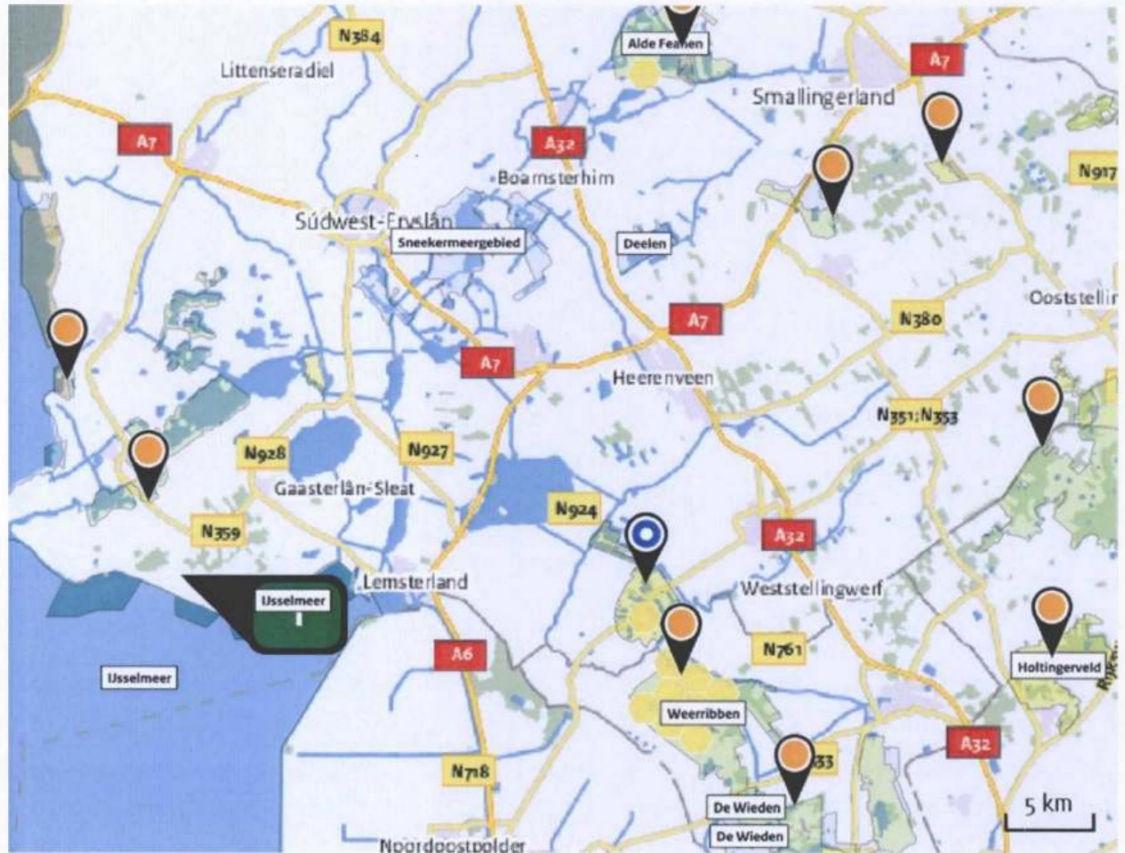 N384
Alde Feanen
Littenseradiel
A7
Smallingerland
A7
A32
N917
Boarnsterhim
Súdwest-Fryslân
Sneekermeergebied
Deelen
A7
N380
A7
Heerenveen
N351;N353
N928
N927
Gaasterlân-Sleat
N924
N359
A32
Lemsterland
Weststellingwerf
IJsselmeer
A6
N761
Holtingerveld
IJsselmeer
Weerribben
A32
N718
De Wieden
De Wieden
5 km
Noordoostpolder